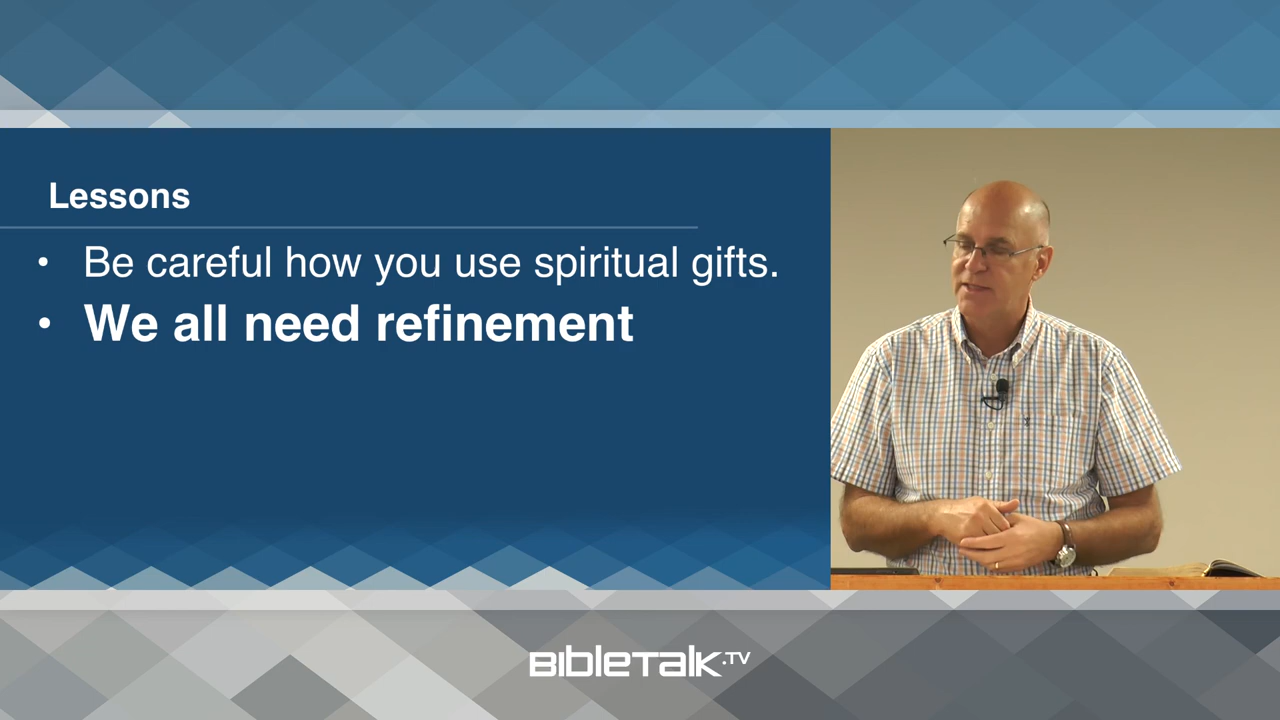 Lessons
• Be careful how you use spiritual gifts.
• We all need refinement
BIBLETALK.TV